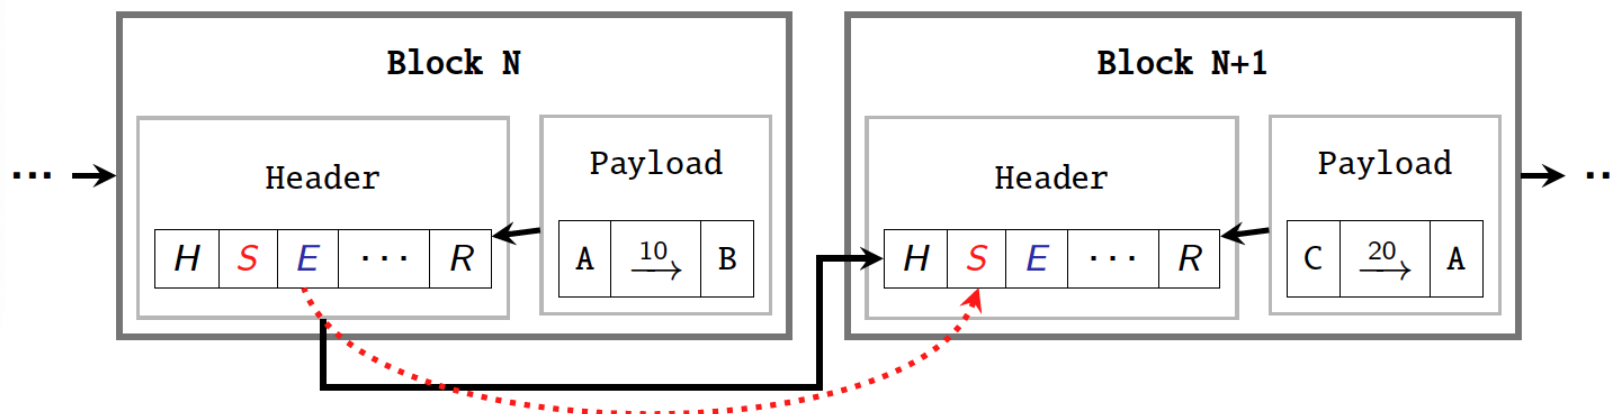 Block N
Header
H S E ··· R
Payload
A 10 → B
Block N+1
Header
H S E ··· R
Payload
C 20 → A